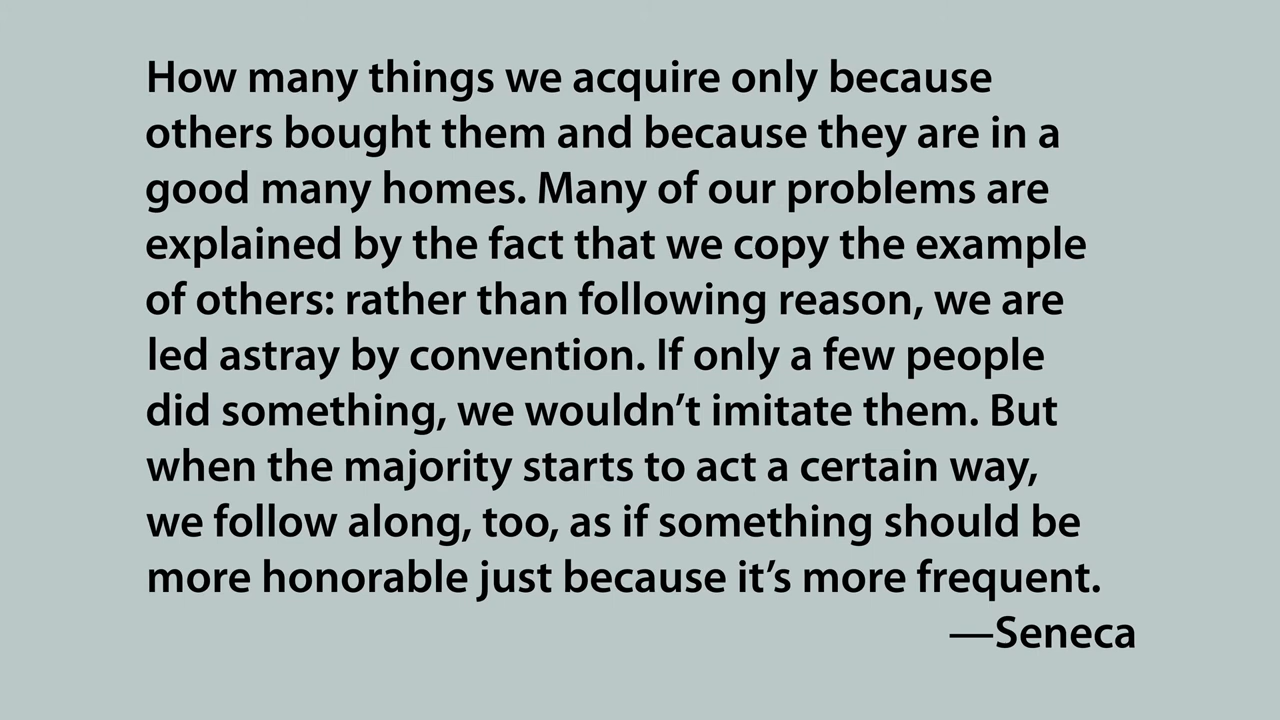 How many things we acquire only because
others bought them and because they are in a
good many homes. Many of our problems are
explained by the fact that we copy the example
of others: rather than following reason, we are
led astray by convention. If only a few people
did something, we wouldn’t imitate them. But
when the majority starts to act a certain way,
we follow along, too, as if something should be
more honorable just because it’s more frequent.
—Seneca